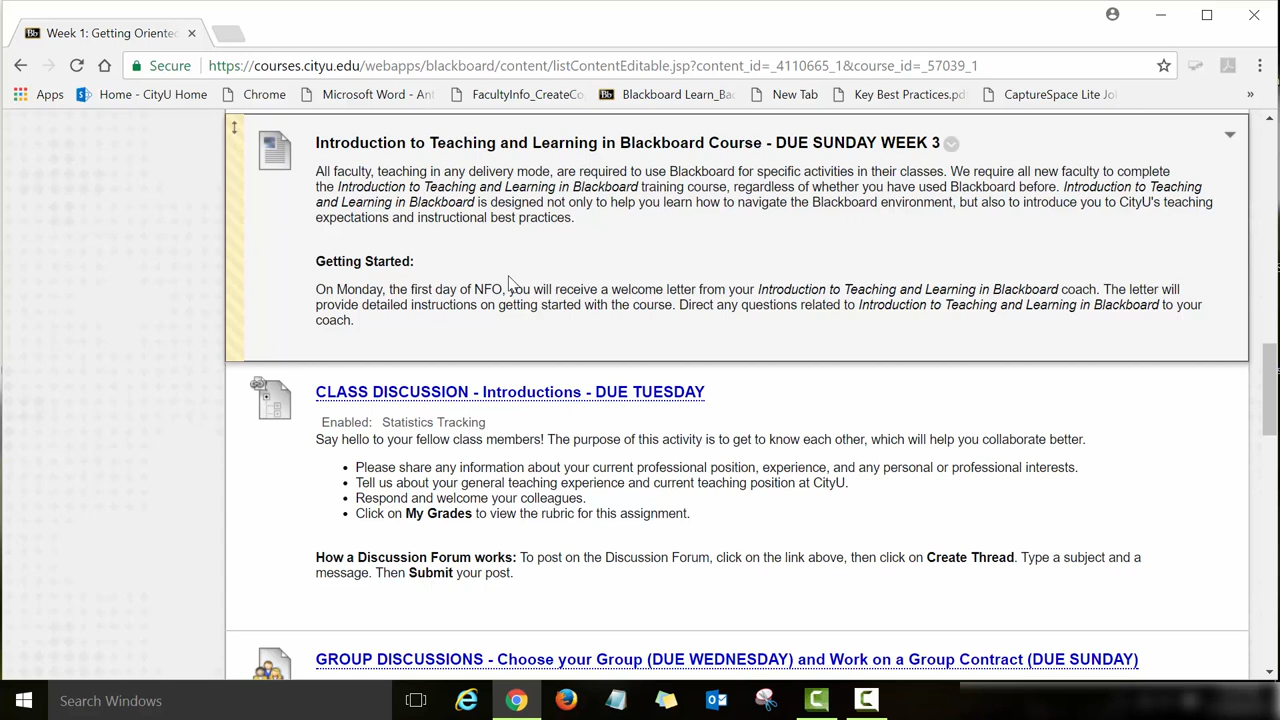 Week 1: Getting Oriented
Secure https://courses.cityu.edu/webapps/blackboard/content/listContentEditable.jsp?content_id=_4110665_1&course_id=_57039_1
Apps Home - CityU Home Chrome Microsoft Word - Ant FacultyInfo_CreateCo Bb Blackboard Learn_Ba New Tab Key Best Practices.pdf CaptureSpace Lite Jol »
Introduction to Teaching and Learning in Blackboard Course - DUE SUNDAY WEEK 3
All faculty, teaching in any delivery mode, are required to use Blackboard for specific activities in their classes. We require all new faculty to complete
the Introduction to Teaching and Learning in Blackboard training course, regardless of whether you have used Blackboard before. Introduction to Teaching
and Learning in Blackboard is designed not only to help you learn how to navigate the Blackboard environment, but also to introduce you to CityU's teaching
expectations and instructional best practices.
Getting Started:
On Monday, the first day of NFO, you will receive a welcome letter from your Introduction to Teaching and Learning in Blackboard coach. The letter will
provide detailed instructions on getting started with the course. Direct any questions related to Introduction to Teaching and Learning in Blackboard to your
coach.
CLASS DISCUSSION - Introductions - DUE TUESDAY
Enabled: Statistics Tracking
Say hello to your fellow class members! The purpose of this activity is to get to know each other, which will help you collaborate better.
• Please share any information about your current professional position, experience, and any personal or professional interests.
• Tell us about your general teaching experience and current teaching position at CityU.
• Respond and welcome your colleagues.
• Click on My Grades to view the rubric for this assignment.
How a Discussion Forum works: To post on the Discussion Forum, click on the link above, then click on Create Thread. Type a subject and a
message. Then Submit your post.
GROUP DISCUSSIONS - Choose your Group (DUE WEDNESDAY) and Work on a Group Contract (DUE SUNDAY)
Search Windows